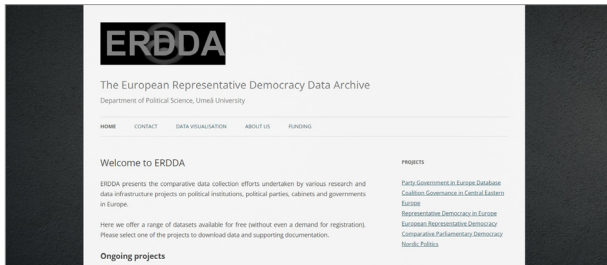 ERDDA
The European Representative Democracy Data Archive
Department of Political Science, Umeå University
HOME CONTACT DATA VISUALISATION ABOUT US FUNDING
Welcome to ERDDA
ERDDA presents the comparative data collection efforts undertaken by various research and
data infrastructure projects on political institutions, political parties, cabinets and governments
in Europe.
Here we offer a range of datasets available for free (without even a demand for registration).
Please select one of the projects to download data and supporting documentation.
Ongoing projects
PROJECTS
Party Government in Europe Database
Coalition Governance in Central Eastern
Europe
Representative Democracy in Europe
European Representative Democracy
Comparative Parliamentary Democracy
Nordic Politics